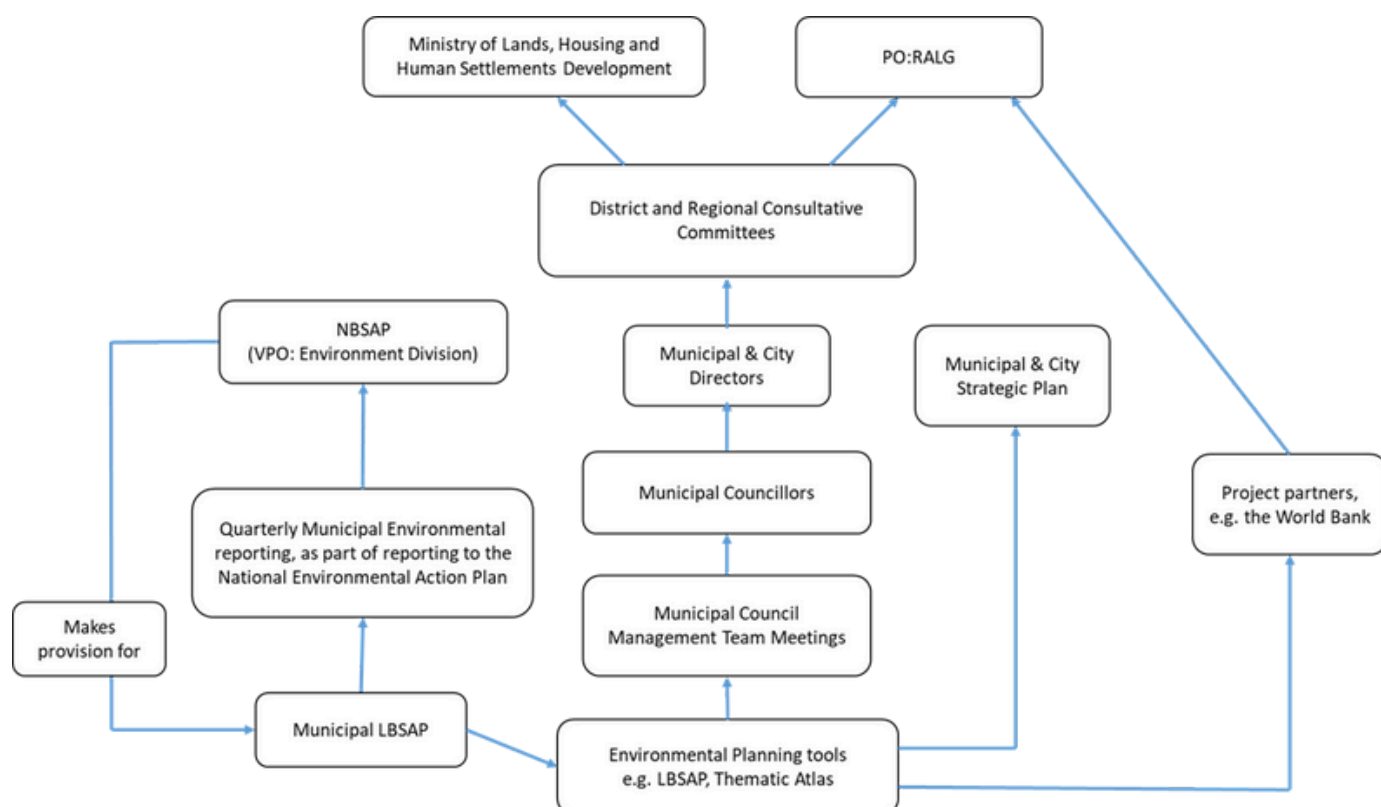 Ministry of Lands, Housing and
Human Settlements Development
PO:RALG
District and Regional Consultative
Committees
NBSAP
(VPO: Environment Division)
Municipal & City
Directors
Municipal & City
Strategic Plan
Municipal Councillors
Project partners,
e.g. the World Bank
Quarterly Municipal Environmental
reporting, as part of reporting to the
National Environmental Action Plan
Municipal Council
Management Team Meetings
Makes
provision for
Municipal LBSAP
Environmental Planning tools
e.g. LBSAP, Thematic Atlas